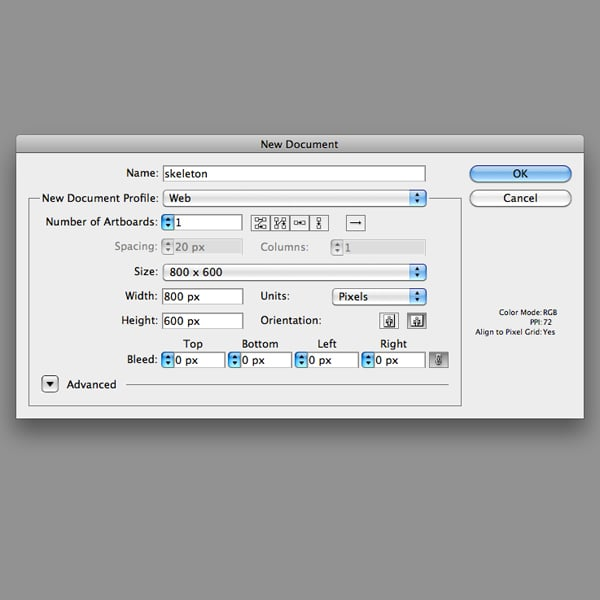 New Document
Name: skeleton
OK
New Document Profile: Web
Cancel
Number of Artboards: 1
Spacing: 20 px Columns: 1
Size: 800 x 600
Width: 800 px Units: Pixels
Height: 600 px Orientation:
Color Mode:RGB
PPI:72
Align to Pixel Grid:Yes
Top Bottom Left Right
Bleed: 0 px 0 px 0 px 0 px
Advanced